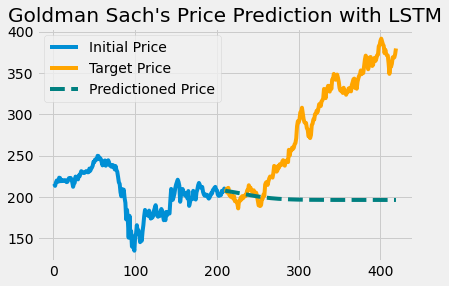 Goldman Sach's Price Prediction with LSTM
400
350
300
250
200
150
Initial Price
Target Price
Predictioned Price
0
100
200
300
400